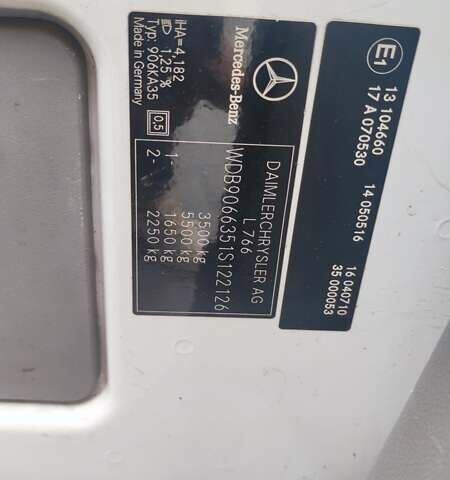 Mercedes-Benz
iHA=4,182
1,25 %
Typ: 906KA35
Made in Germany
0,5
DAIMLERCHRYSLER AG
L 766
WDB9066351S122126
3500 kg
5500 kg
1- 1650 kg
2- 2250 kg
E1
13 104660
17 A 070530
14 050516
16 040710
35 000053